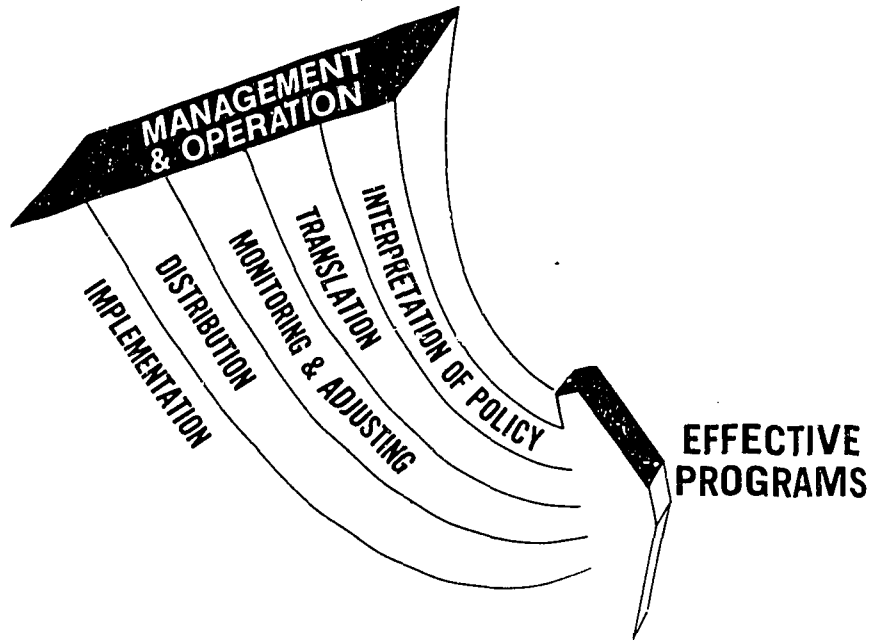 MANAGEMENT
& OPERATION
IMPLEMENTATION
DISTRIBUTION
MONITORING & ADJUSTING
TRANSLATION
INTERPRETATION OF POLICY
EFFECTIVE
PROGRAMS